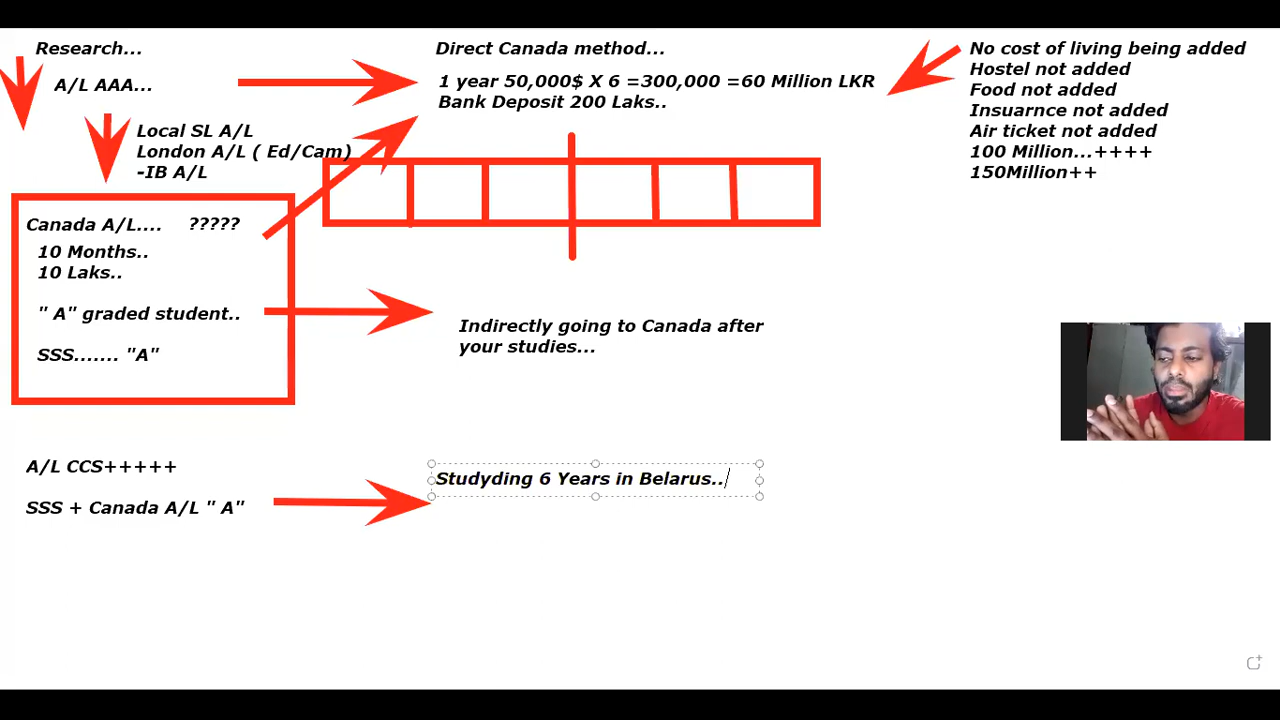 Research...
A/L AAA...
Local SL A/L
London A/L ( Ed/Cam)
-IB A/L
Canada A/L.... ?????
10 Months..
10 Laks..
" A" graded student..
SSS....... "A"
A/L CCS+++++
SSS + Canada A/L " A"
Direct Canada method...
1 year 50,000$ X 6 =300,000 =60 Million LKR
Bank Deposit 200 Laks..
Indirectly going to Canada after
your studies...
Studyding 6 Years in Belarus..
No cost of living being added
Hostel not added
Food not added
Insuarnce not added
Air ticket not added
100 Million...++++
150Million++